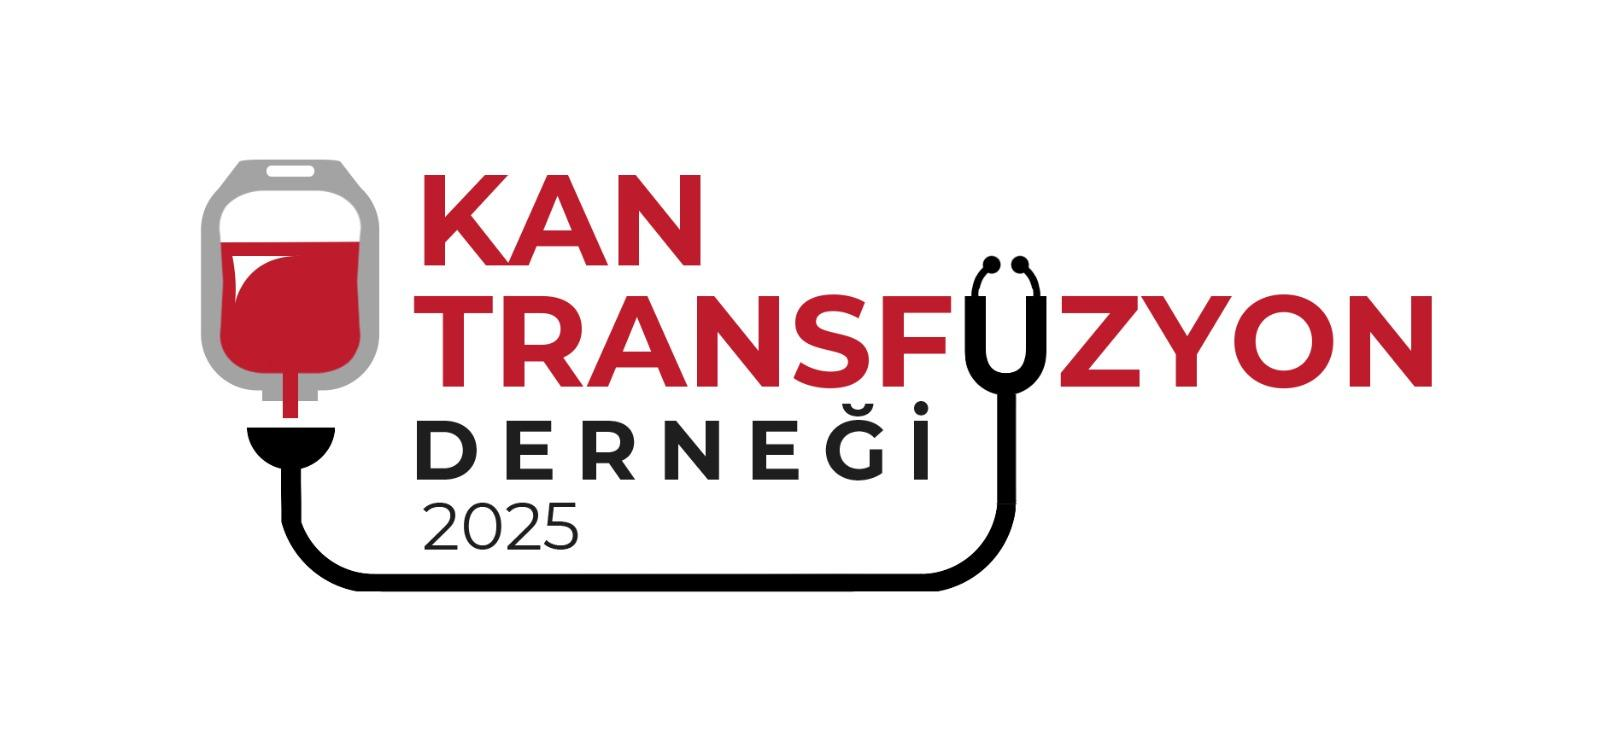 KAN
TRANSFÜZYON
DERNEĞİ
2025